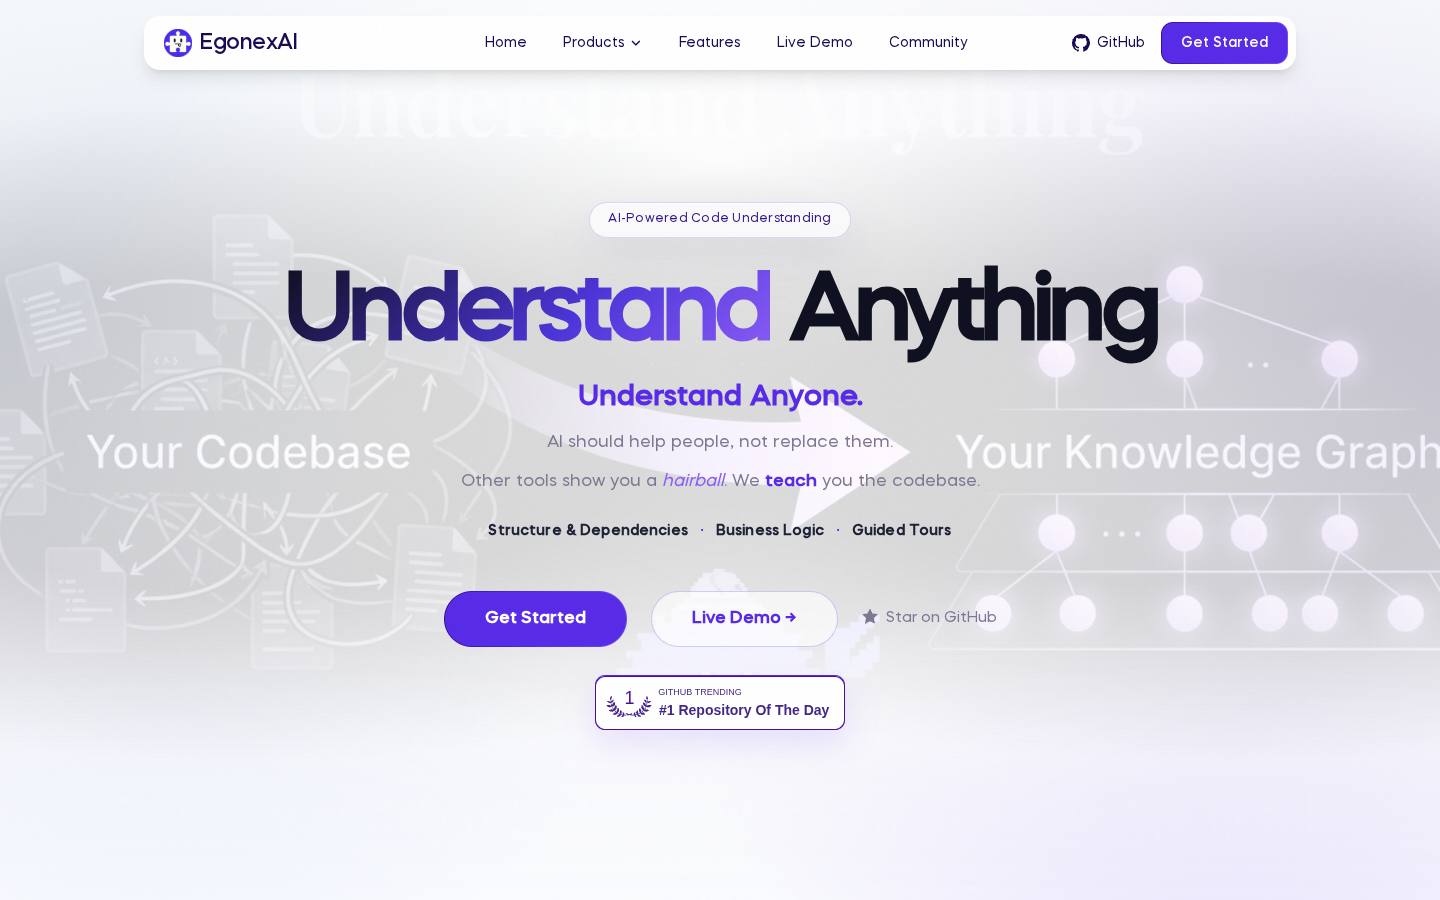 EgonexAI
Home
Products
Features
Live Demo
Community
GitHub
Get Started
Understand Anything
AI-Powered Code Understanding
Understand Anything
Understand Anyone.
AI should help people, not replace them.
Your Codebase
Your Knowledge Graph
Other tools show you a hairball. We teach you the codebase.
Structure & Dependencies · Business Logic · Guided Tours
Get Started
Live Demo →
Star on GitHub
1
GITHUB TRENDING
#1 Repository Of The Day